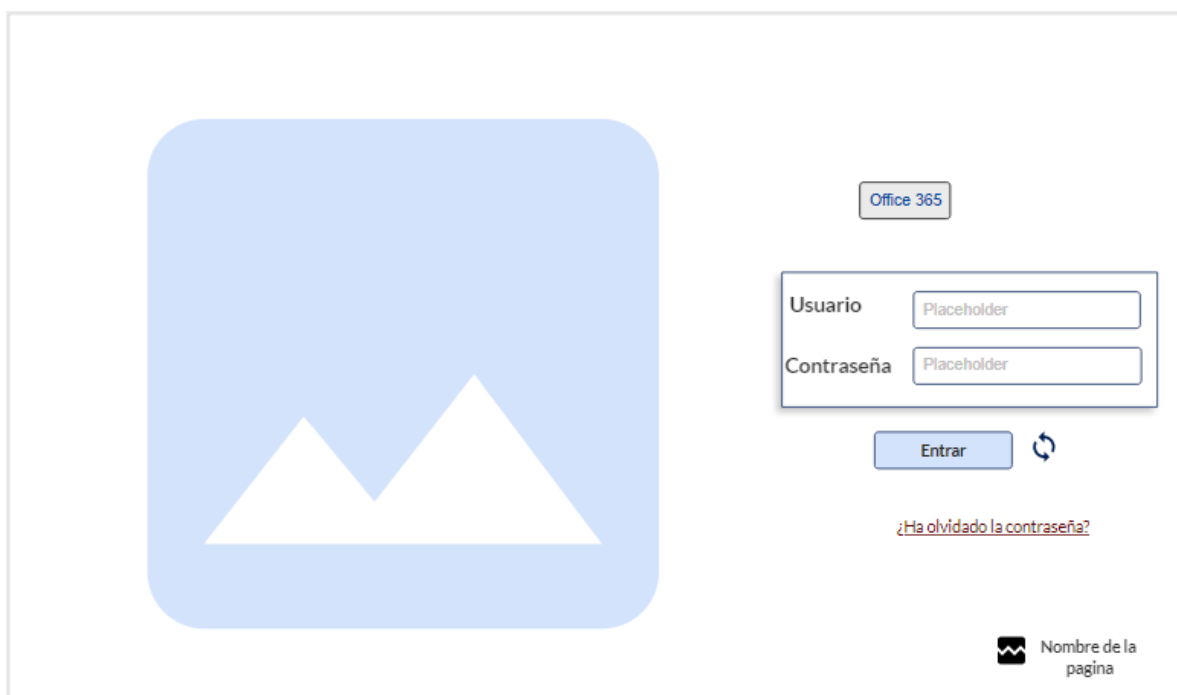 Office 365
Usuario
Placeholder
Contraseña
Placeholder
Entrar
¿Ha olvidado la contraseña?
Nombre de la
pagina